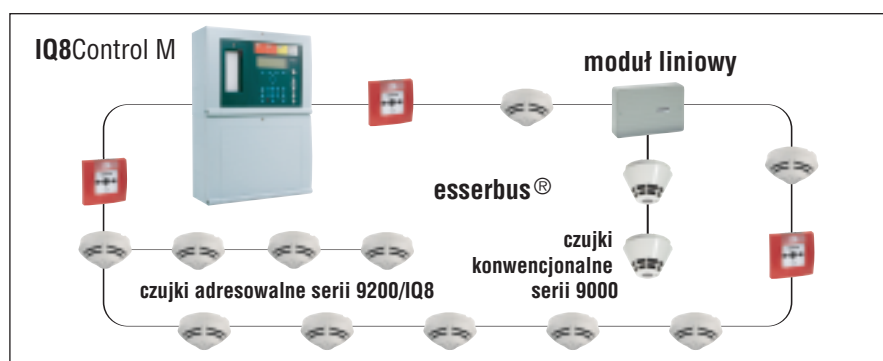 IQ8Control M
moduł liniowy
esserbus®
czujki
konwencjonalne
serii 9000
czujki adresowalne serii 9200/IQ8